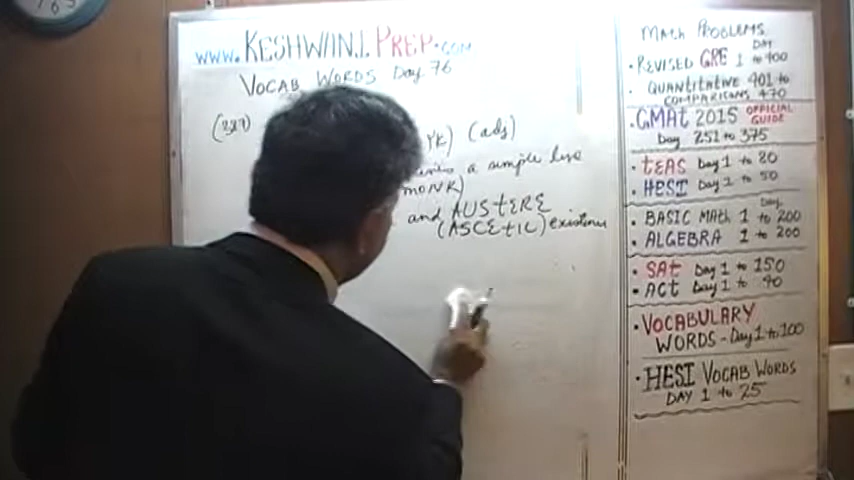 www.KESHWANI PREP.com
VOCAB WORDS Day 76
(adj)
a simple
MONK)
and AUSTERE
(ASCETIC) existence
MATH PROBLEMS
DAY
• REVISED GRE 1 to 400
• QUANTITATIVE 401 to
COMPARISONS 470
• GMAT 2015 OFFICIAL GUIDE
Day 251 to 375
• TEAS Day 1 to 20
• HESI Day 1 to 50
Day
• BASIC MATH 1 to 200
• ALGEBRA 1 to 200
• SAT Day 1 to 150
• ACT Day 1 to 40
• VOCABULARY
WORDS - Day 1 to 100
• HESI VOCAB WORDS
DAY 1 to 25